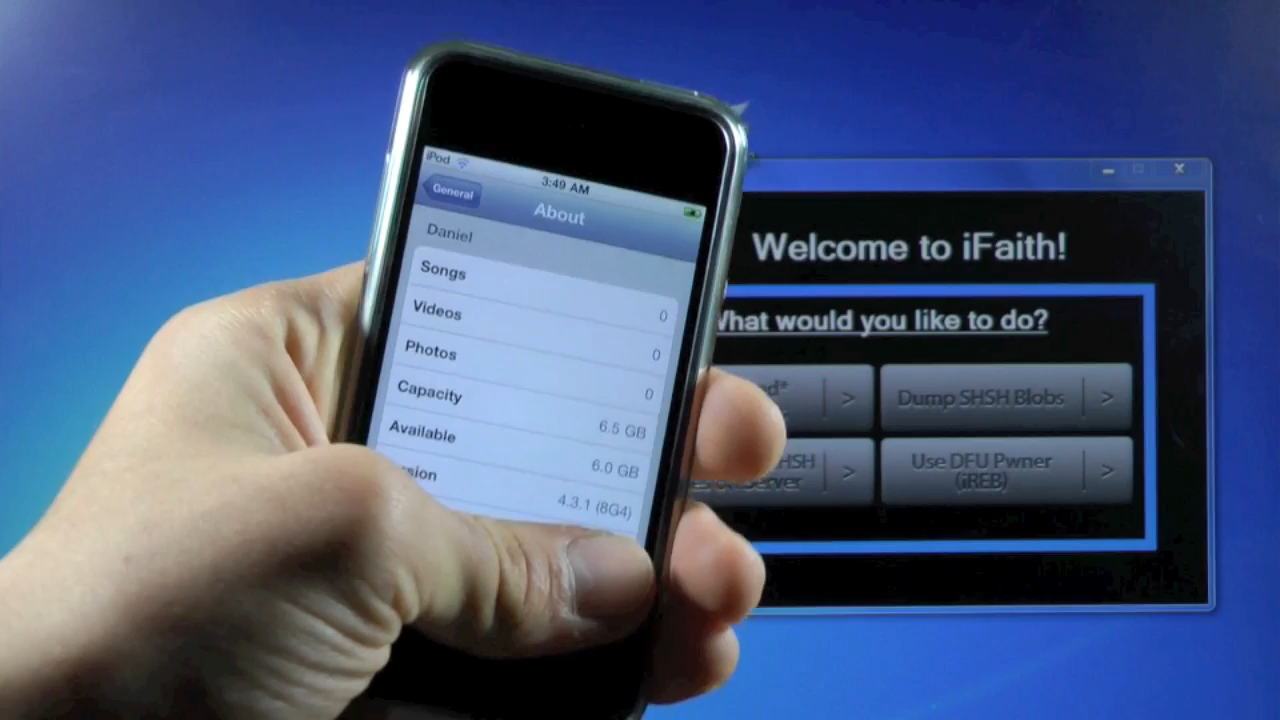 iPod
3:49 AM
General
About
Daniel
Songs 0
Videos 0
Photos 0
Capacity 6.5 GB
Available 6.0 GB
4.3.1 (8G4)
Welcome to iFaith!
What would you like to do?
Dump SHSH Blobs >
>
Use DFU Pwner
(iREB) >
HSH >
Server